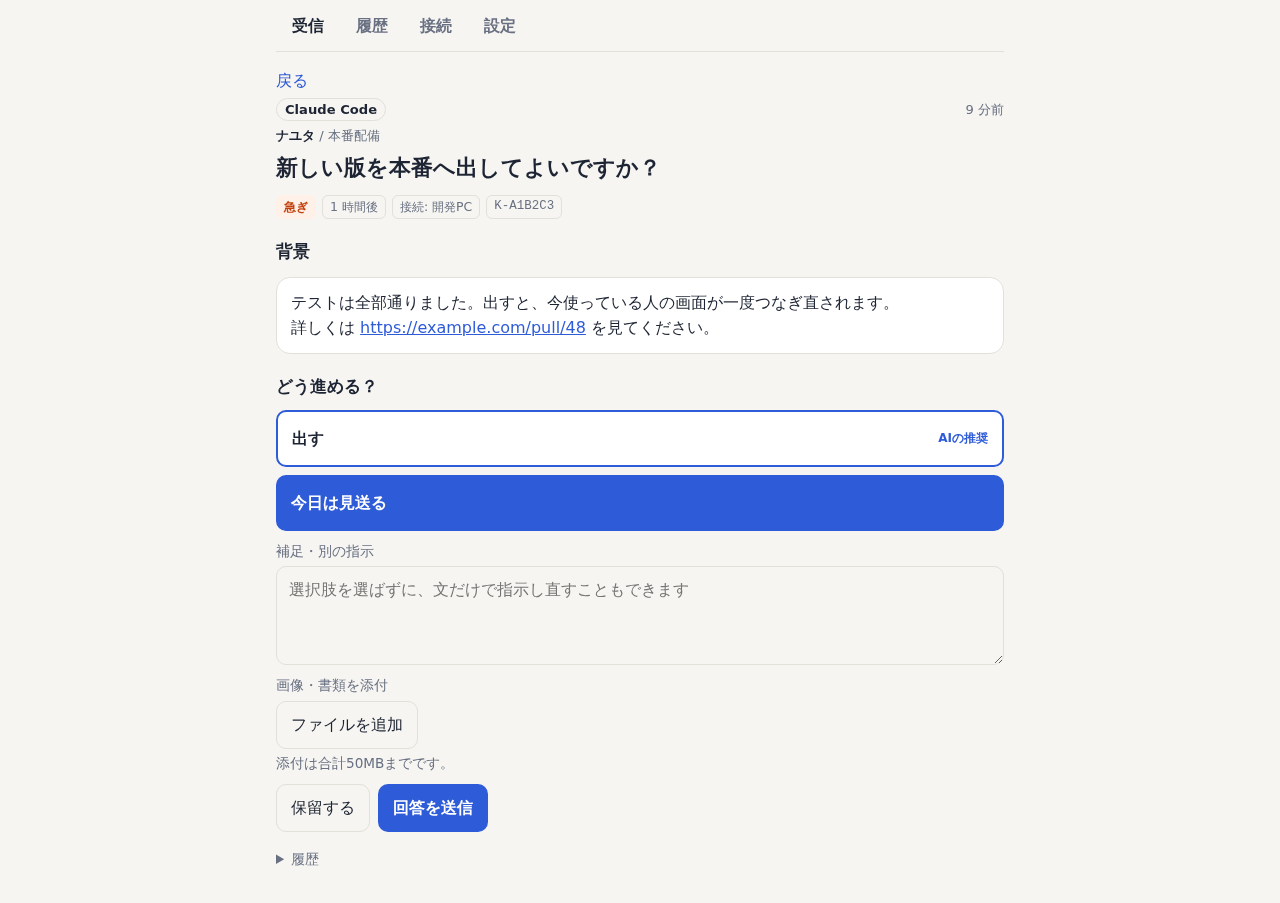 受信 履歴 接続 設定
戻る
Claude Code 9 分前
ナユタ / 本番配備
新しい版を本番へ出してよいですか？
急ぎ 1 時間後 接続: 開発PC K-A1B2C3
背景
テストは全部通りました。出すと、今使っている人の画面が一度つなぎ直されます。
詳しくは https://example.com/pull/48 を見てください。
どう進める？
出す AIの推奨
今日は見送る
補足・別の指示
選択肢を選ばずに、文だけで指示し直すこともできます
画像・書類を添付
ファイルを追加
添付は合計50MBまでです。
保留する 回答を送信
履歴